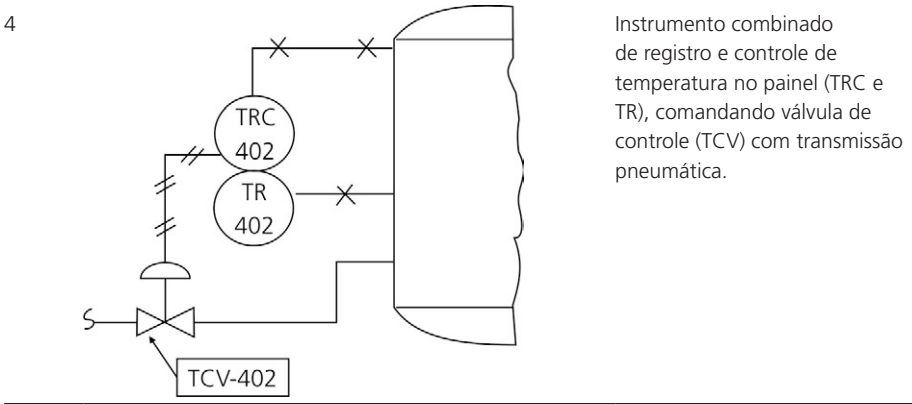 4
TRC
402
TR
402
TCV-402
Instrumento combinado
de registro e controle de
temperatura no painel (TRC e
TR), comandando válvula de
controle (TCV) com transmissão
pneumática.